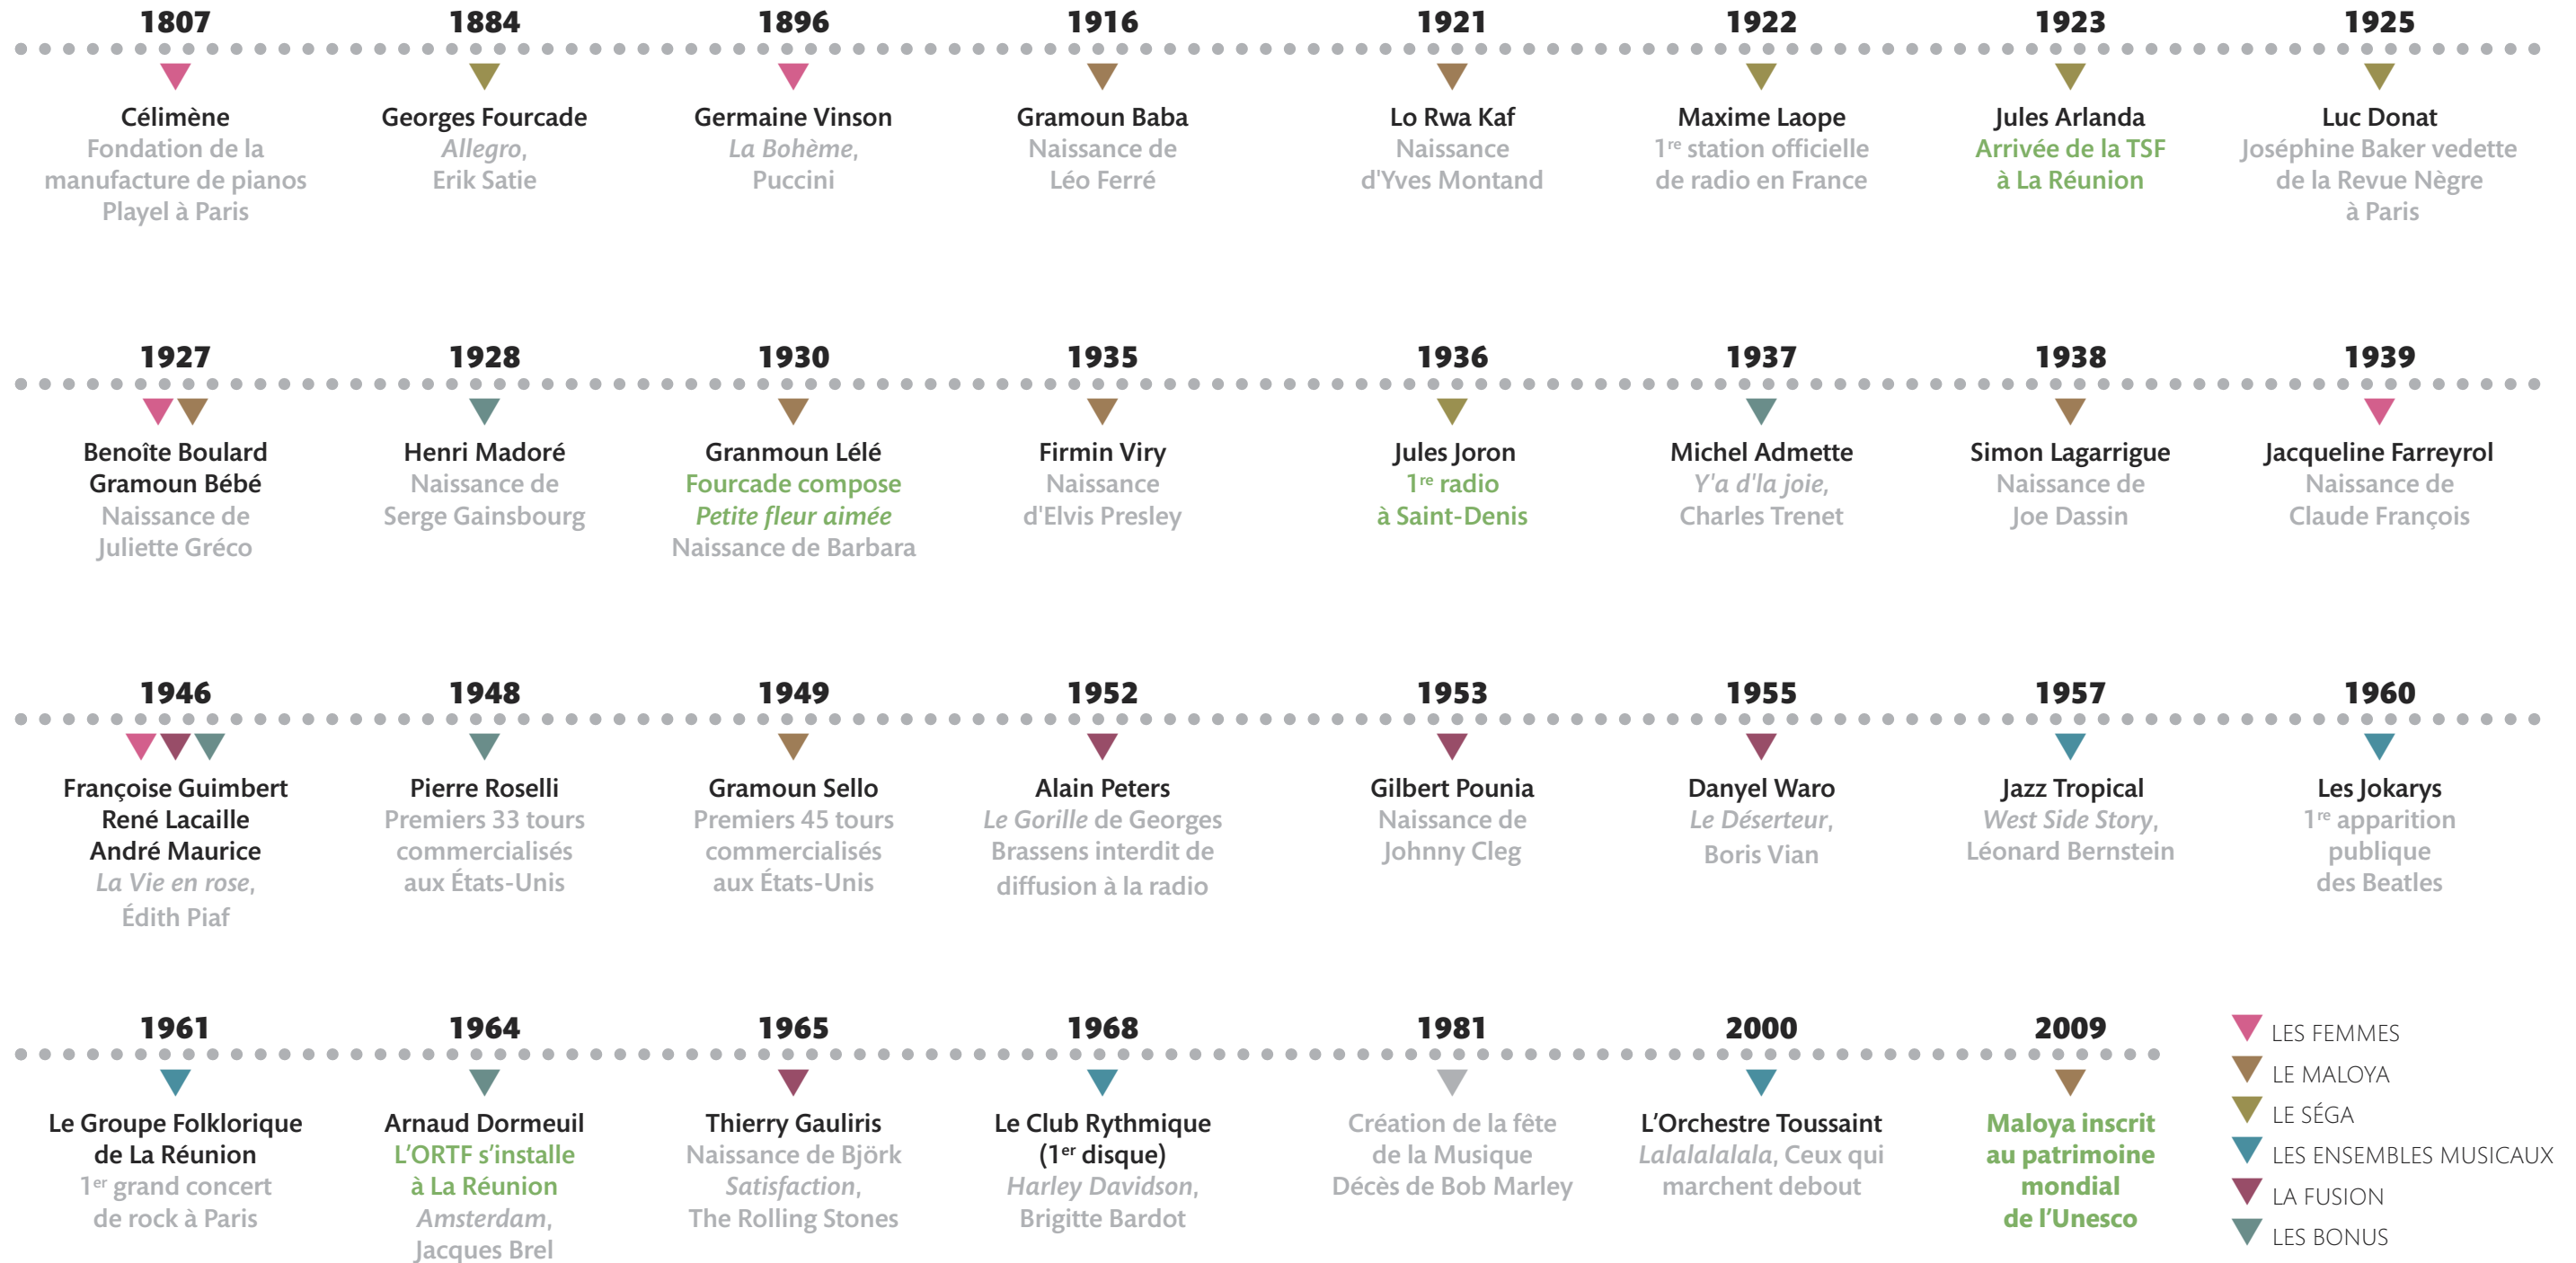 1807
Célimène
Fondation de la
manufacture de pianos
Playel à Paris
1884
Georges Fourcade
Allegro,
Erik Satie
1896
Germaine Vinson
La Bohème,
Puccini
1916
Gramoun Baba
Naissance de
Léo Ferré
1921
Lo Rwa Kaf
Naissance
d'Yves Montand
1922
Maxime Laope
1re station officielle
de radio en France
1923
Jules Arlanda
Arrivée de la TSF
à La Réunion
1925
Luc Donat
Joséphine Baker vedette
de la Revue Nègre
à Paris
1927
Benoîte Boulard
Gramoun Bébé
Naissance de
Juliette Gréco
1928
Henri Madoré
Naissance de
Serge Gainsbourg
1930
Granmoun Lélé
Fourcade compose
Petite fleur aimée
Naissance de Barbara
1935
Firmin Viry
Naissance
d'Elvis Presley
1936
Jules Joron
1re radio
à Saint-Denis
1937
Michel Admette
Y'a d'la joie,
Charles Trenet
1938
Simon Lagarrigue
Naissance de
Joe Dassin
1939
Jacqueline Farreyrol
Naissance de
Claude François
1946
Françoise Guimbert
René Lacaille
André Maurice
La Vie en rose,
Édith Piaf
1948
Pierre Roselli
Premiers 33 tours
commercialisés
aux États-Unis
1949
Gramoun Sello
Premiers 45 tours
commercialisés
aux États-Unis
1952
Alain Peters
Le Gorille de Georges
Brassens interdit de
diffusion à la radio
1953
Gilbert Pounia
Naissance de
Johnny Cleg
1955
Danyel Waro
Le Déserteur,
Boris Vian
1957
Jazz Tropical
West Side Story,
Léonard Bernstein
1960
Les Jokarys
1re apparition
publique
des Beatles
1961
Le Groupe Folklorique
de La Réunion
1er grand concert
de rock à Paris
1964
Arnaud Dormeuil
L’ORTF s’installe
à La Réunion
Amsterdam,
Jacques Brel
1965
Thierry Gauliris
Naissance de Björk
Satisfaction,
The Rolling Stones
1968
Le Club Rythmique
(1er disque)
Harley Davidson,
Brigitte Bardot
1981
Création de la fête
de la Musique
Décès de Bob Marley
2000
L’Orchestre Toussaint
Lalalalalala, Ceux qui
marchent debout
2009
Maloya inscrit
au patrimoine
mondial
de l’Unesco
LES FEMMES
LE MALOYA
LE SÉGA
LES ENSEMBLES MUSICAUX
LA FUSION
LES BONUS